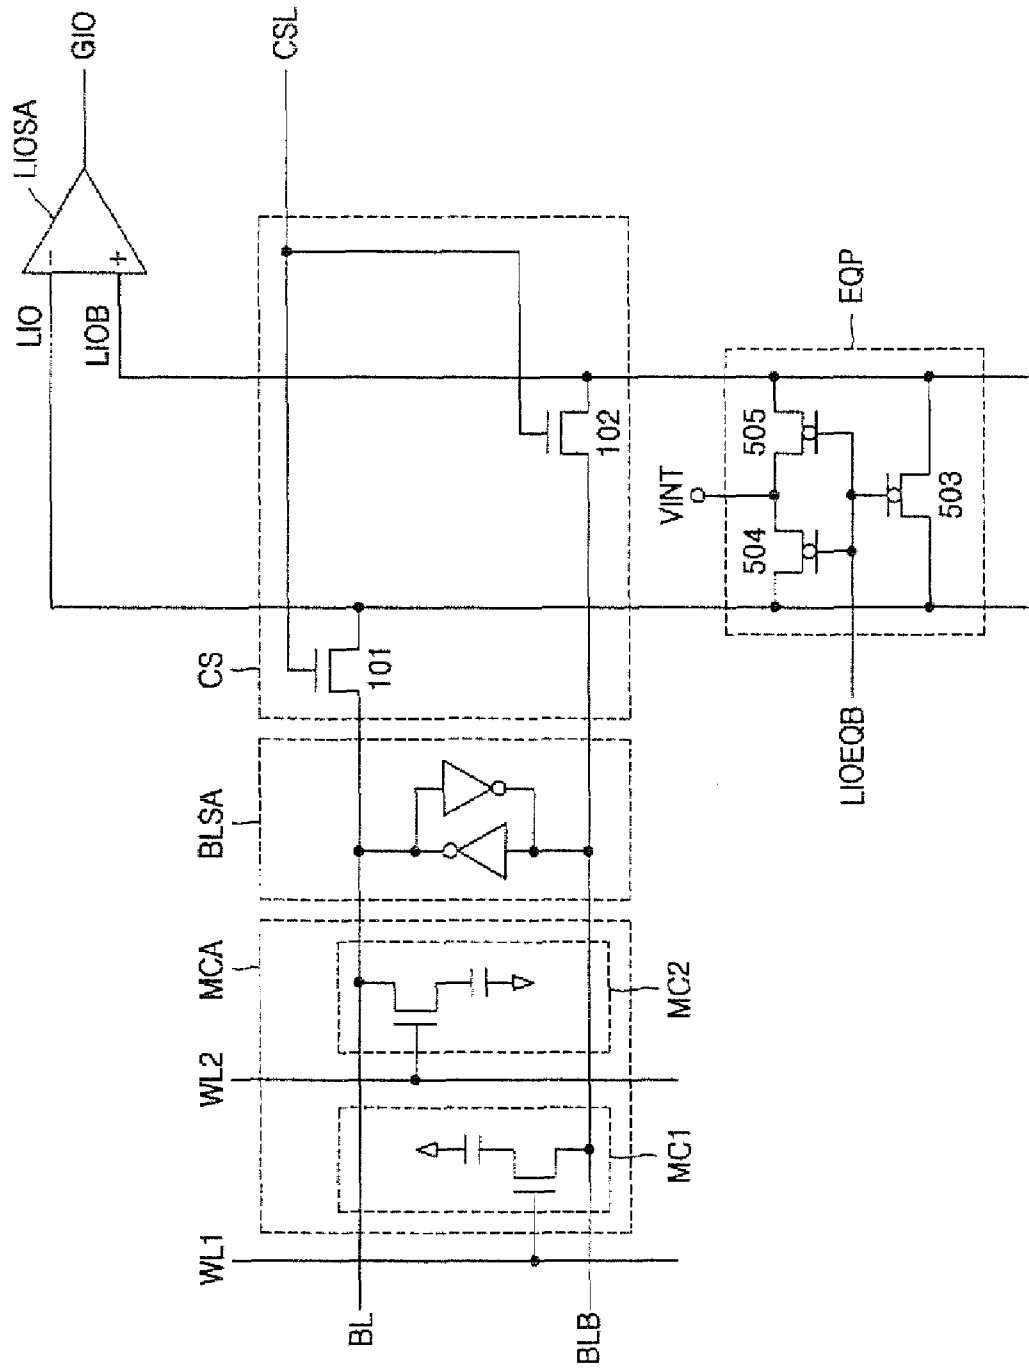 GIO
LIOSA
CSL
LIO
−
LIOB
+
EQP
102
505
VINT
504
503
CS
101
LIOEQB
BLSA
MCA
MC2
WL2
MC1
WL1
BL
BLB